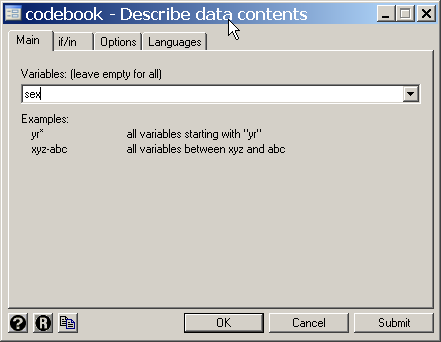 codebook - Describe data contents
Main if/in Options Languages
Variables: (leave empty for all)
sex
Examples:
yr* all variables starting with "yr"
xyz-abc all variables between xyz and abc
? R OK Cancel Submit